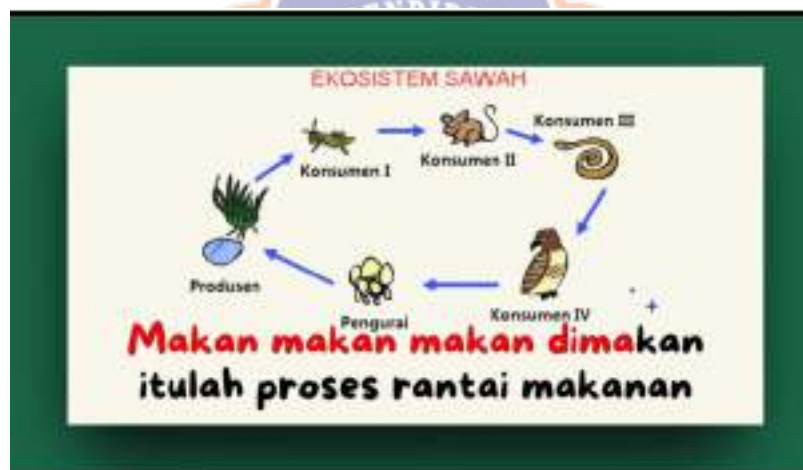 EKOSISTEM SAWAH
Konsumen III
Konsumen II
Konsumen I
Produsen
Pengurai
Konsumen IV
Makan makan makan dimakan
itulah proses rantai makanan